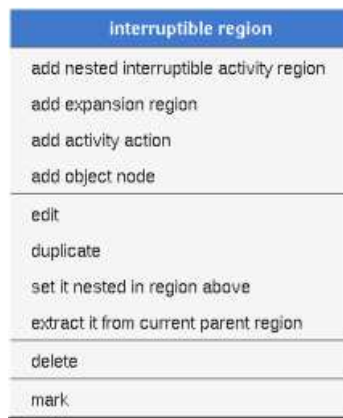 interruptible region
add nested interruptible activity region
add expansion region
add activity action
add object node
edit
duplicate
set it nested in region above
extract it from current parent region
delete
mark